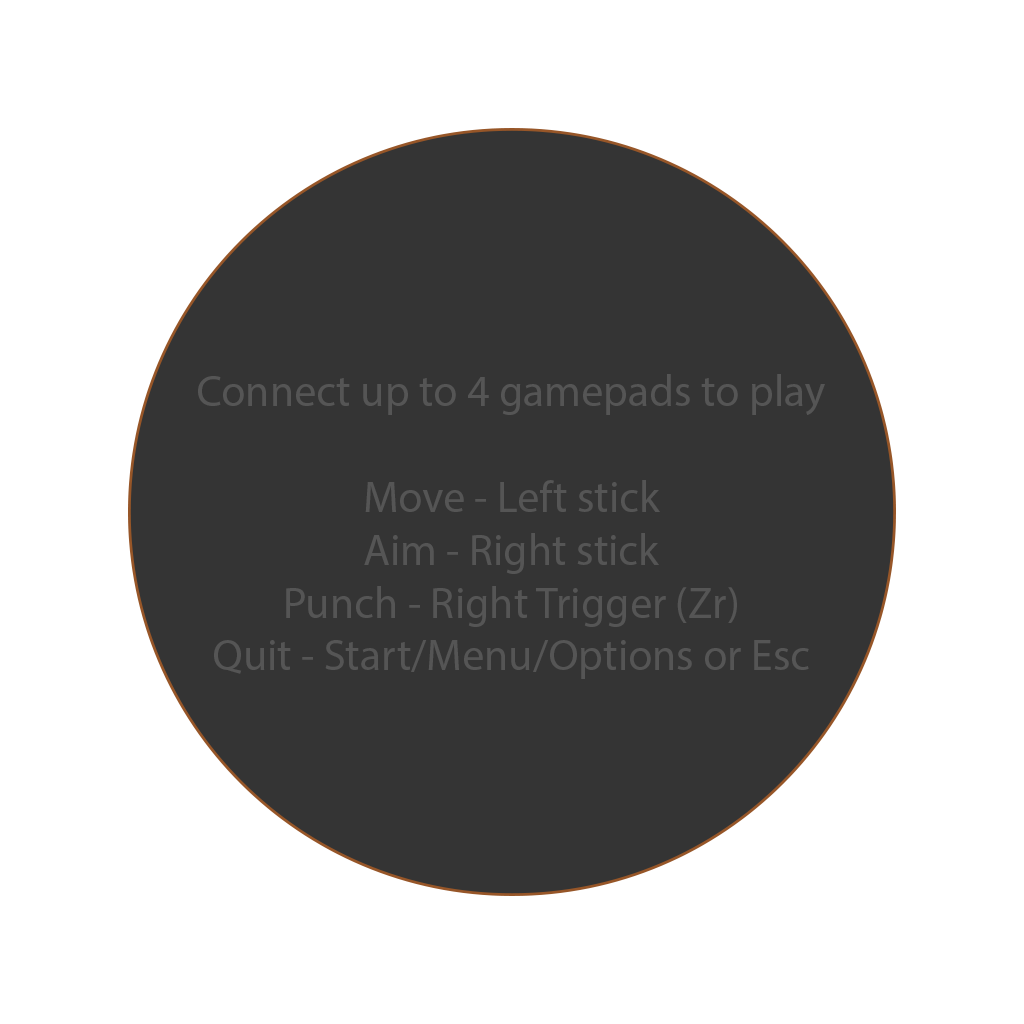 Connect up to 4 gamepads to play
Move - Left stick
Aim - Right stick
Punch - Right Trigger (Zr)
Quit - Start/Menu/Options or Esc